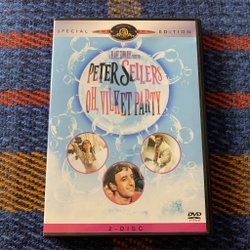 SPECIAL EDITION
PETER SELLERS
OH, VILKET PARTY
2-DISC
DVD